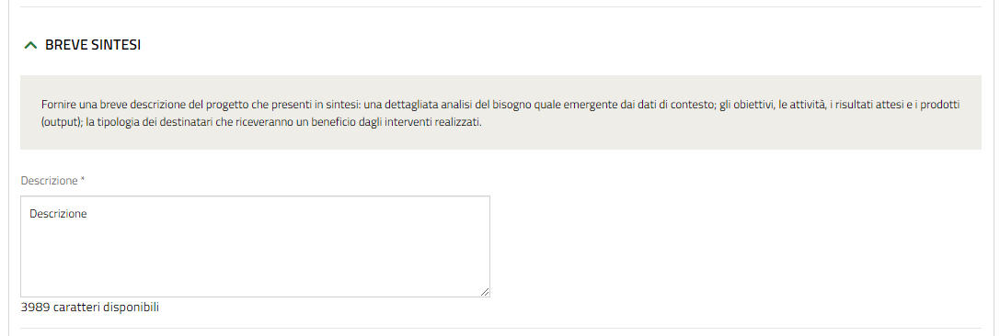 BREVE SINTESI
Fornire una breve descrizione del progetto che presenti in sintesi: una dettagliata analisi del bisogno quale emergente dai dati di contesto; gli obiettivi, le attività, i risultati attesi e i prodotti
(output); la tipologia dei destinatari che riceveranno un beneficio dagli interventi realizzati.
Descrizione *
Descrizione
3989 caratteri disponibili